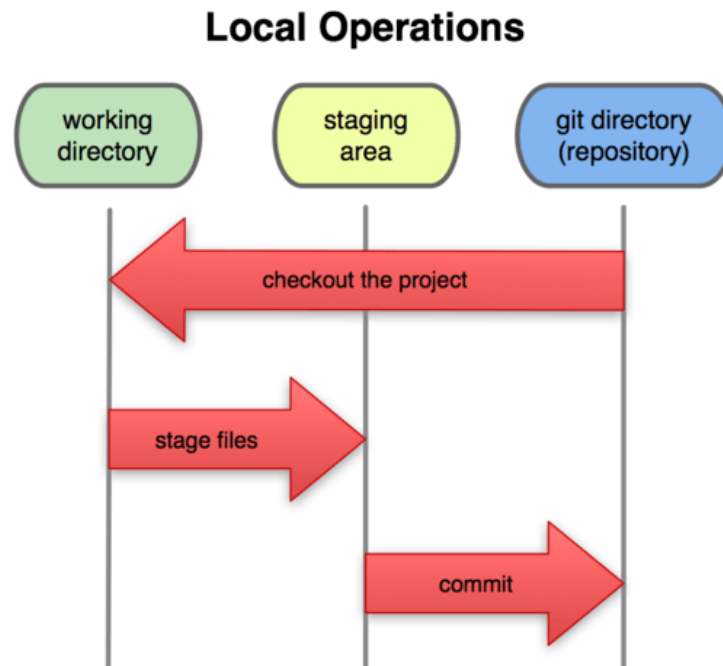 Local Operations
working
directory
staging
area
git directory
(repository)
checkout the project
stage files
commit